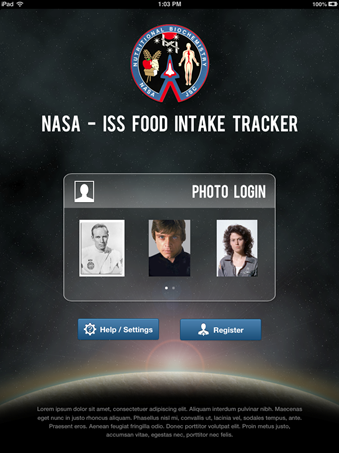 iPad
1:03 PM
100%
NUTRITIONAL BIOCHEMISTRY
NASA JSC
NASA - ISS FOOD INTAKE TRACKER
PHOTO LOGIN
Help / Settings
Register
Lorem ipsum dolor sit amet, consectetuer adipiscing elit. Aliquam interdum pulvinar nibh. Maecenas
eget nunc in justo rhoncus aliquam. Phasellus nisl mi, convallis ut, lacinia vel, sodales tempus, ante.
Praesent eros. Aenean feugiat fringilla odio. Donec porttitor volutpat elit. Proin metus justo,
accumsan vitae, egestas nec, porttitor nec felis.